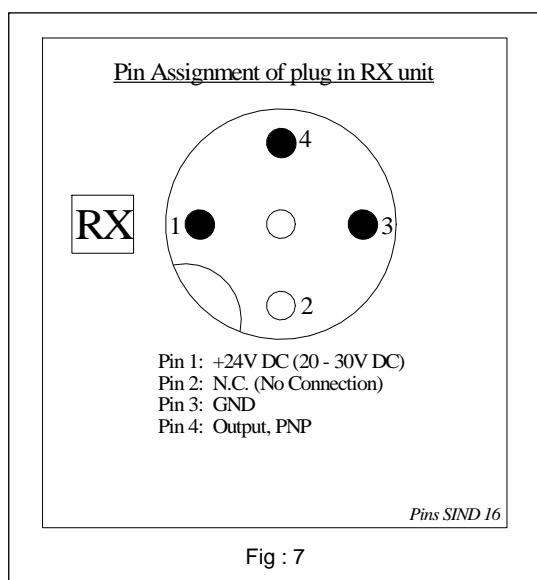 Pin Assignment of plug in RX unit
4
RX
1
3
2
Pin 1: +24V DC (20 - 30V DC)
Pin 2: N.C. (No Connection)
Pin 3: GND
Pin 4: Output, PNP
Pins SIND 16
Fig : 7